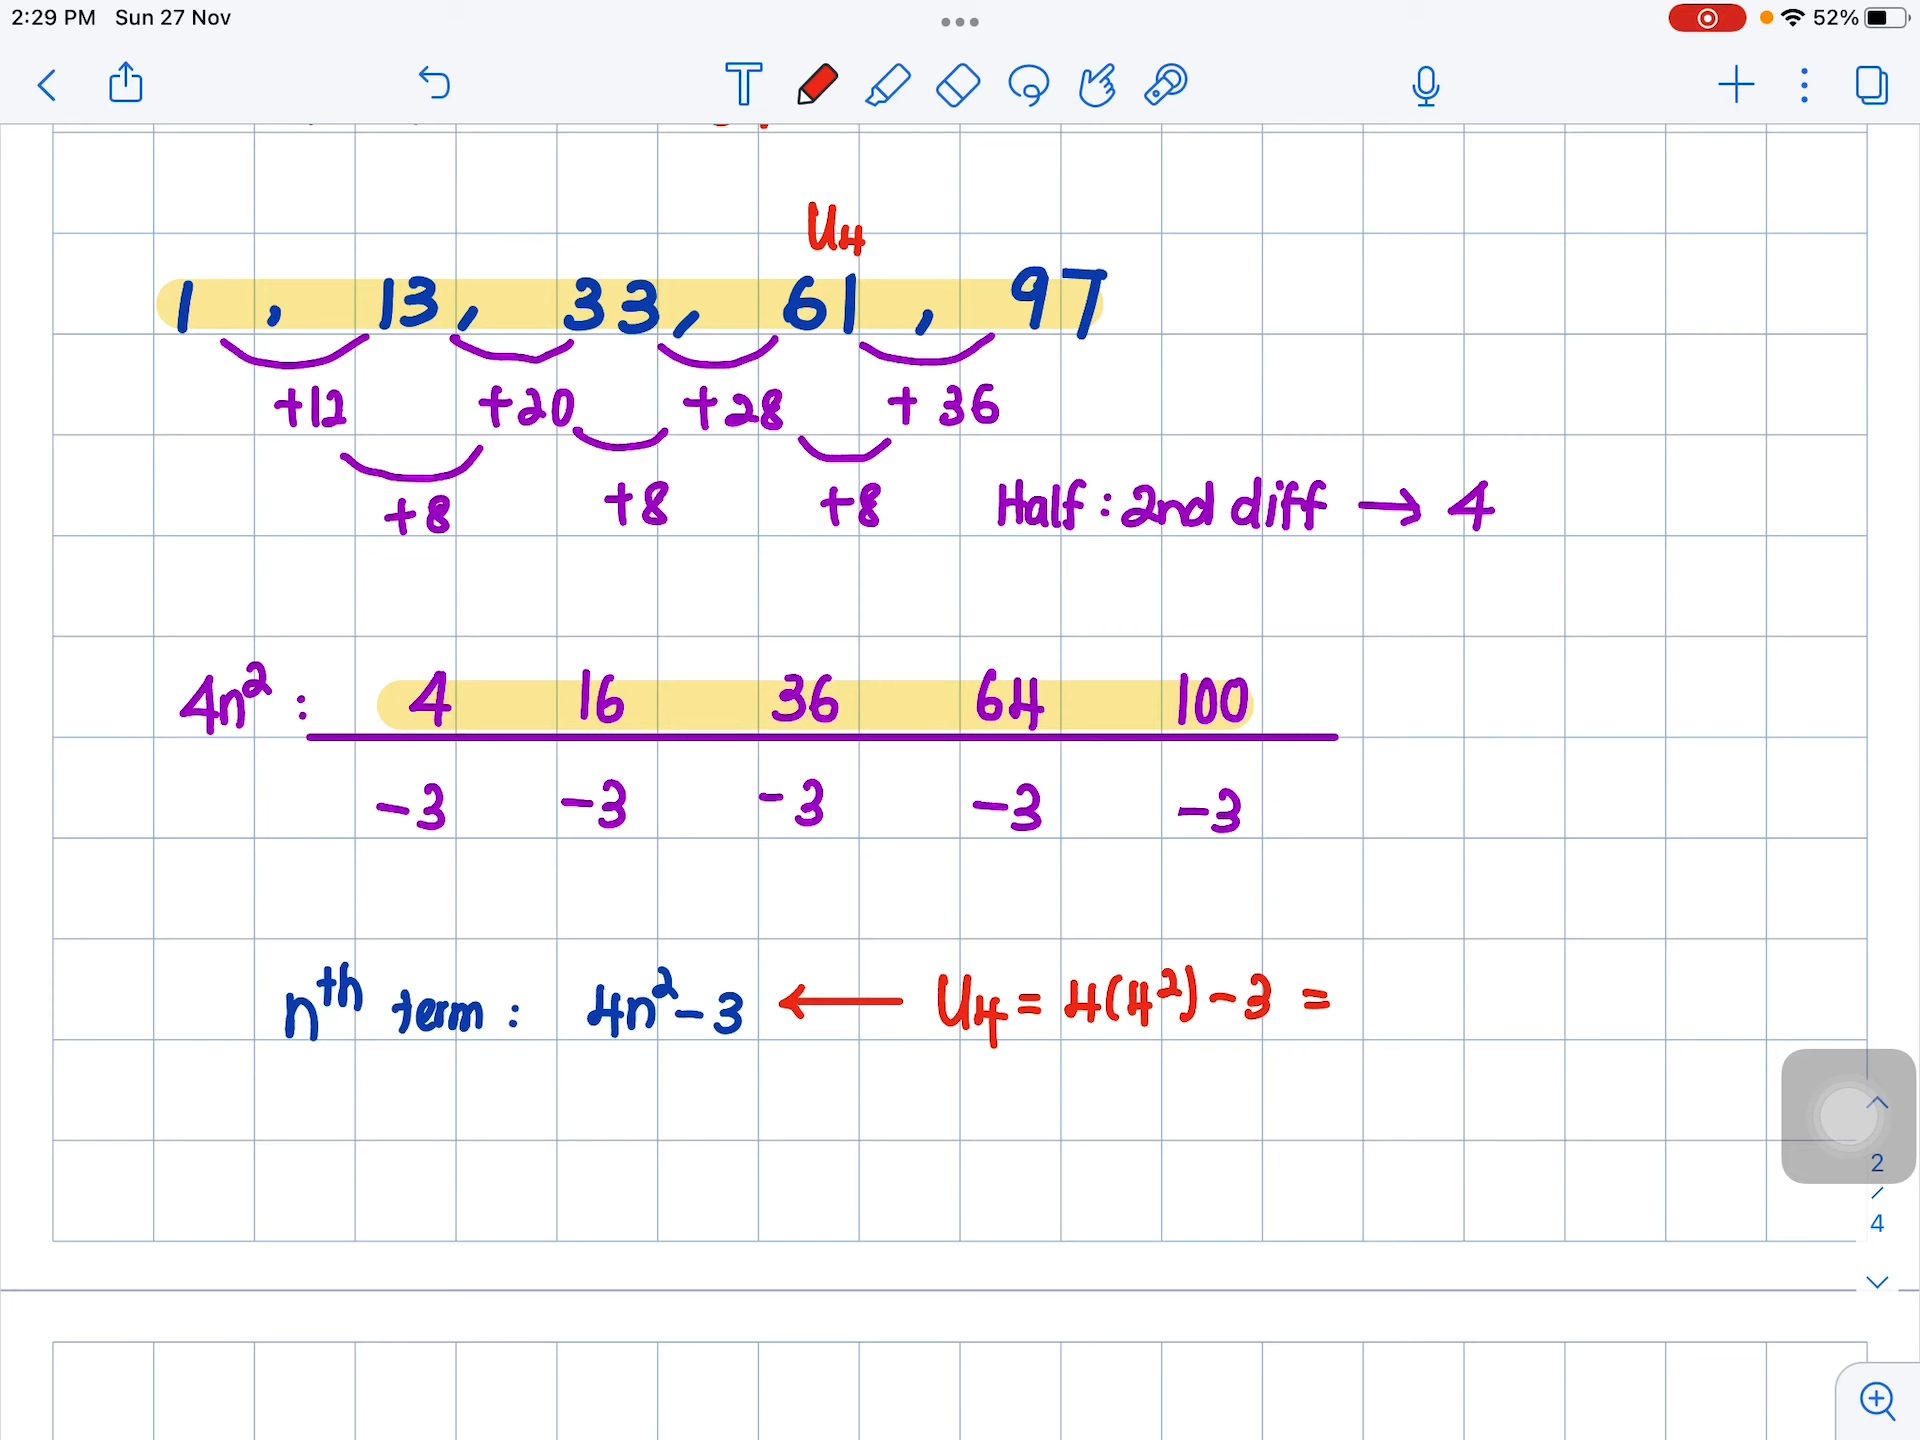 2:29 PM Sun 27 Nov
52%
T
U₄
1 , 13, 33, 61 , 97
+12 +20 +28 + 36
+8 +8 +8 Half : 2nd diff → 4
4n² : 4 16 36 64 100
-3 -3 -3 -3 -3
nᵗʰ term : 4n²-3 ← U₄ = 4(4²)-3 =
2
/
4